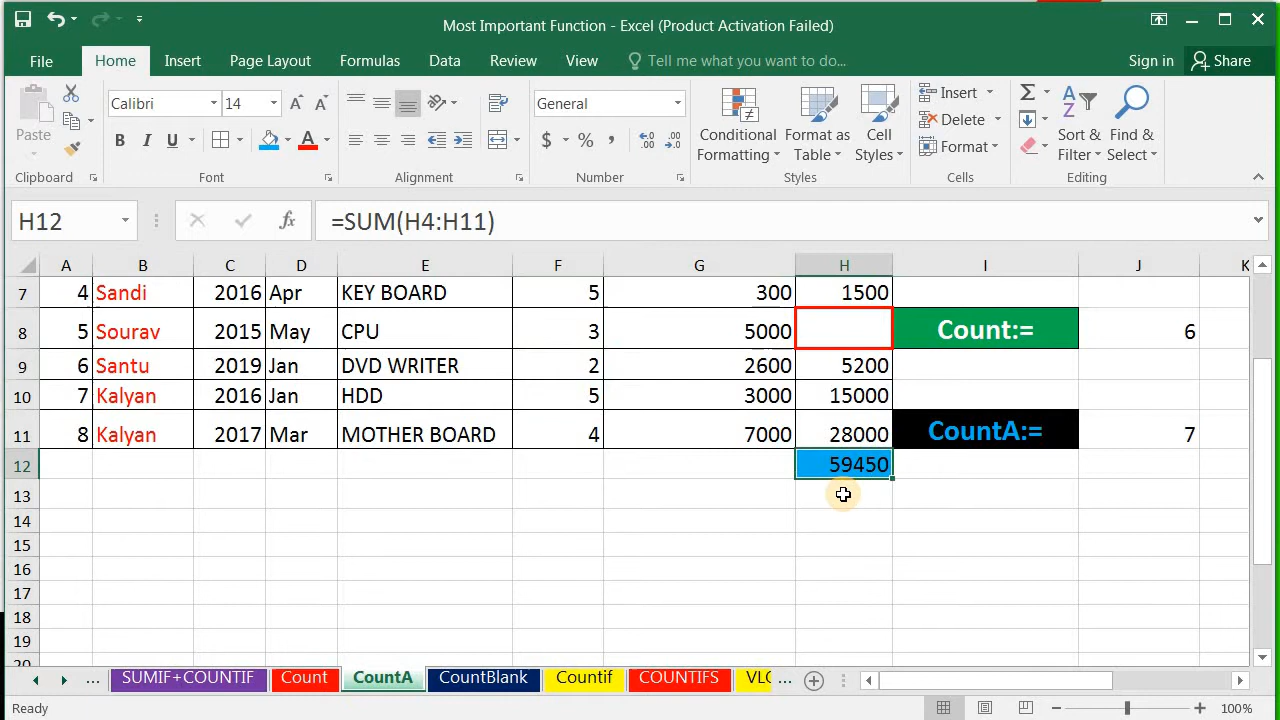 Most Important Function - Excel (Product Activation Failed)
File Home Insert Page Layout Formulas Data Review View Tell me what you want to do... Sign in Share
Paste
Calibri 14
B I U A
General
$ % ,
Conditional Formatting
Format as Table
Cell Styles
Insert
Delete
Format
Sort & Filter
Find & Select
Clipboard Font Alignment Number Styles Cells Editing
H12 fx =SUM(H4:H11)
A B C D E F G H I J K
7 4 Sandi 2016 Apr KEY BOARD 5 300 1500
8 5 Sourav 2015 May CPU 3 5000 Count:= 6
9 6 Santu 2019 Jan DVD WRITER 2 2600 5200
10 7 Kalyan 2016 Jan HDD 5 3000 15000
11 8 Kalyan 2017 Mar MOTHER BOARD 4 7000 28000 CountA:= 7
12 59450
13
14
15
16
17
18
19
20
... SUMIF+COUNTIF Count CountA CountBlank Countif COUNTIFS VLC ...
Ready 100%